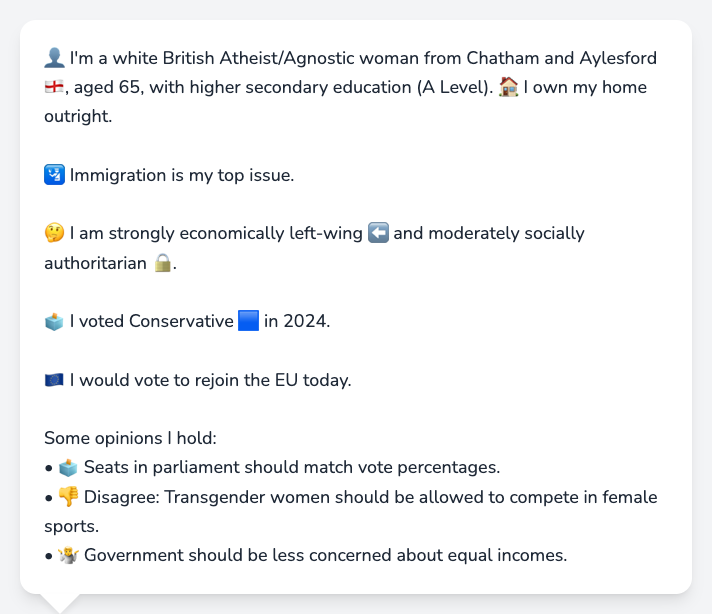 👤 I'm a white British Atheist/Agnostic woman from Chatham and Aylesford
🏴󠁧󠁢󠁥󠁮󠁧󠁿, aged 65, with higher secondary education (A Level). 🏠 I own my home
outright.
🛂 Immigration is my top issue.
🤔 I am strongly economically left-wing ⬅️ and moderately socially
authoritarian 🔒.
🗳️ I voted Conservative 🟦 in 2024.
🇪🇺 I would vote to rejoin the EU today.
Some opinions I hold:
• 🗳️ Seats in parliament should match vote percentages.
• 👎 Disagree: Transgender women should be allowed to compete in female
sports.
• 🤷 Government should be less concerned about equal incomes.